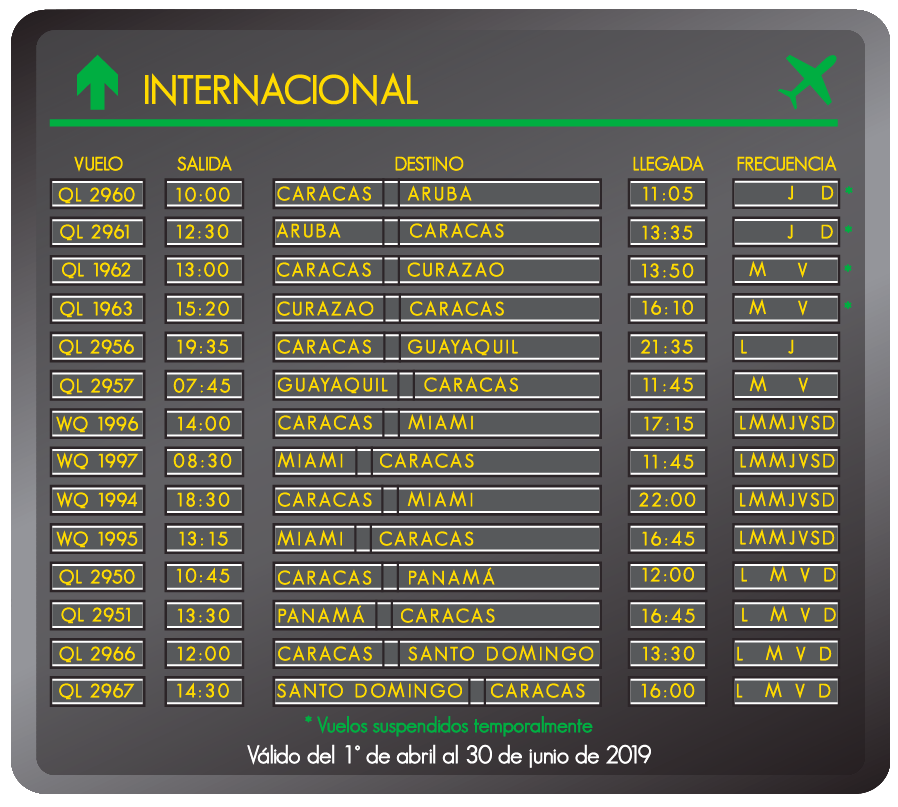 INTERNACIONAL
VUELO SALIDA DESTINO LLEGADA FRECUENCIA
QL 2960 10:00 CARACAS ARUBA 11:05 J D *
QL 2961 12:30 ARUBA CARACAS 13:35 J D *
QL 1962 13:00 CARACAS CURAZAO 13:50 M V *
QL 1963 15:20 CURAZAO CARACAS 16:10 M V *
QL 2956 19:35 CARACAS GUAYAQUIL 21:35 L J
QL 2957 07:45 GUAYAQUIL CARACAS 11:45 M V
WQ 1996 14:00 CARACAS MIAMI 17:15 LMMJVSD
WQ 1997 08:30 MIAMI CARACAS 11:45 LMMJVSD
WQ 1994 18:30 CARACAS MIAMI 22:00 LMMJVSD
WQ 1995 13:15 MIAMI CARACAS 16:45 LMMJVSD
QL 2950 10:45 CARACAS PANAMÁ 12:00 L M V D
QL 2951 13:30 PANAMÁ CARACAS 16:45 L M V D
QL 2966 12:00 CARACAS SANTO DOMINGO 13:30 L M V D
QL 2967 14:30 SANTO DOMINGO CARACAS 16:00 L M V D
* Vuelos suspendidos temporalmente
Válido del 1° de abril al 30 de junio de 2019